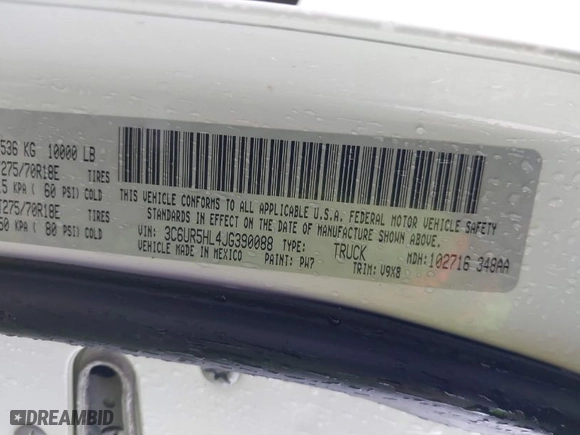 536 KG 10000 LB
275/70R18E TIRES
5 KPA ( 60 PSI) COLD
T275/70R18E TIRES
50 KPA ( 80 PSI) COLD
THIS VEHICLE CONFORMS TO ALL APPLICABLE U.S.A. FEDERAL MOTOR VEHICLE SAFETY
STANDARDS IN EFFECT ON THE DATE OF MANUFACTURE SHOWN ABOVE.
VIN: 3C6UR5HL4JG390088 TYPE: TRUCK MDH: 102716 348AA
VEHICLE MADE IN MEXICO PAINT: PW7 TRIM: V9X8
DREAMBID